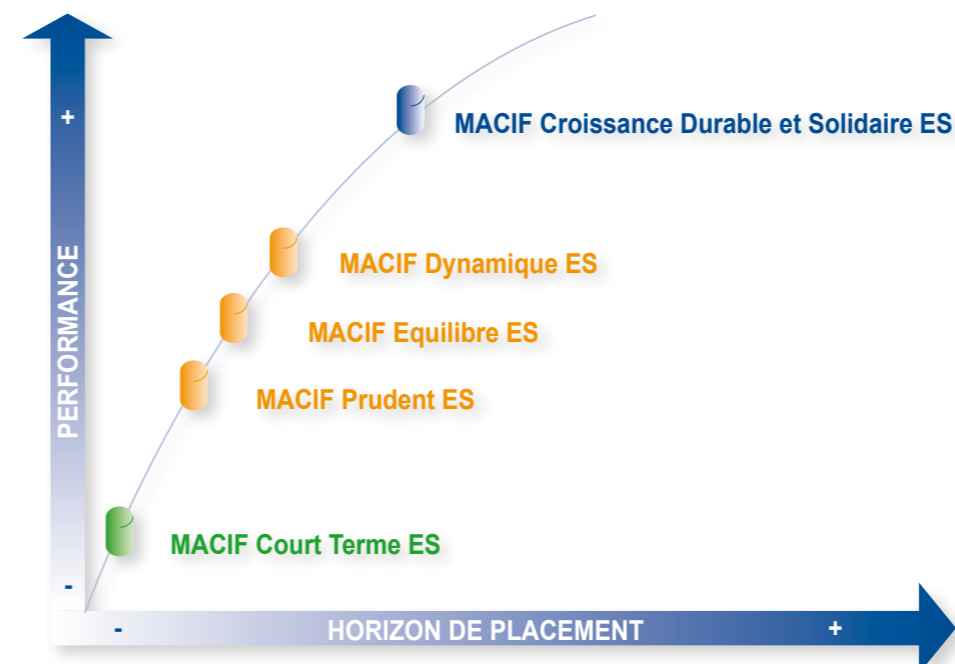 +
MACIF Croissance Durable et Solidaire ES
PERFORMANCE
MACIF Dynamique ES
MACIF Equilibre ES
MACIF Prudent ES
MACIF Court Terme ES
-
- HORIZON DE PLACEMENT +